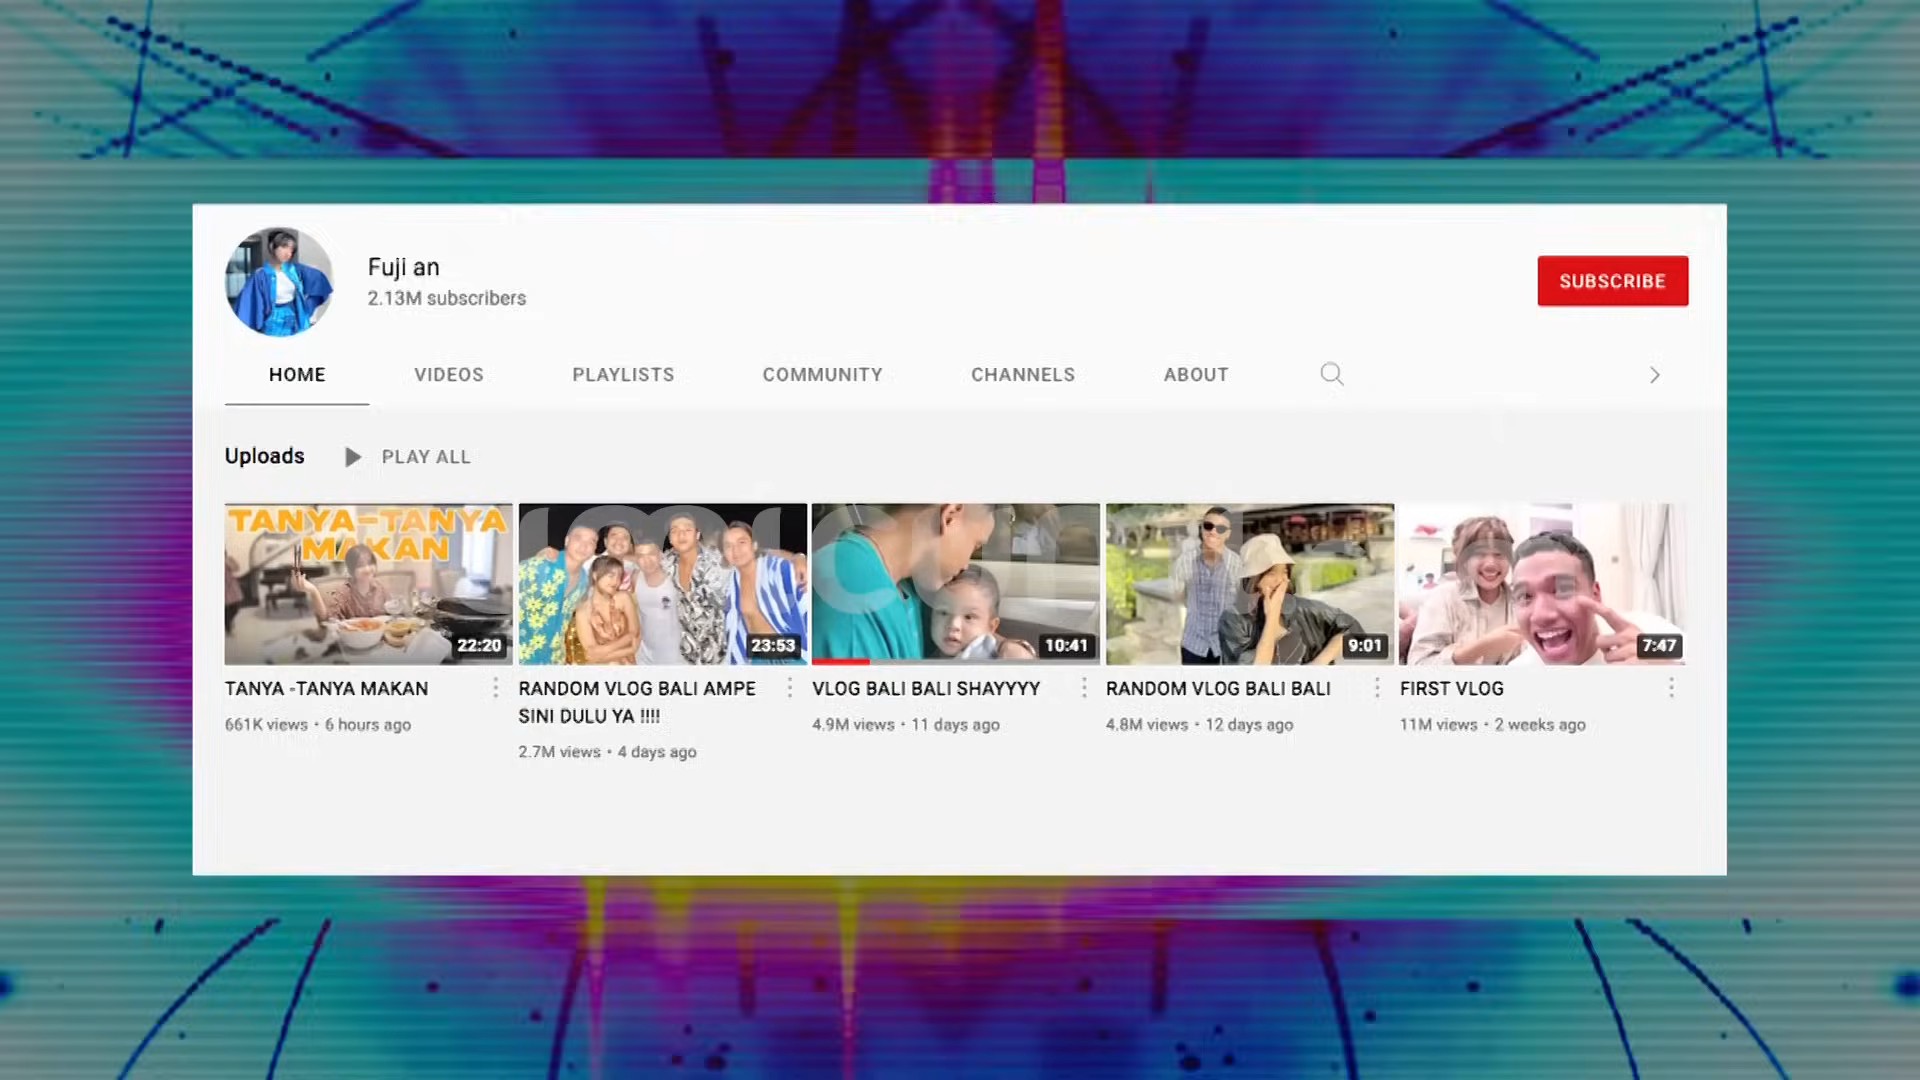 Fuji an
2.13M subscribers
SUBSCRIBE
HOME
VIDEOS
PLAYLISTS
COMMUNITY
CHANNELS
ABOUT
Uploads
PLAY ALL
TANYA-TANYA
MAKAN
22:20
23:53
10:41
9:01
7:47
TANYA -TANYA MAKAN
661K views • 6 hours ago
RANDOM VLOG BALI AMPE
SINI DULU YA !!!!
2.7M views • 4 days ago
VLOG BALI BALI SHAYYYY
4.9M views • 11 days ago
RANDOM VLOG BALI BALI
4.8M views • 12 days ago
FIRST VLOG
11M views • 2 weeks ago